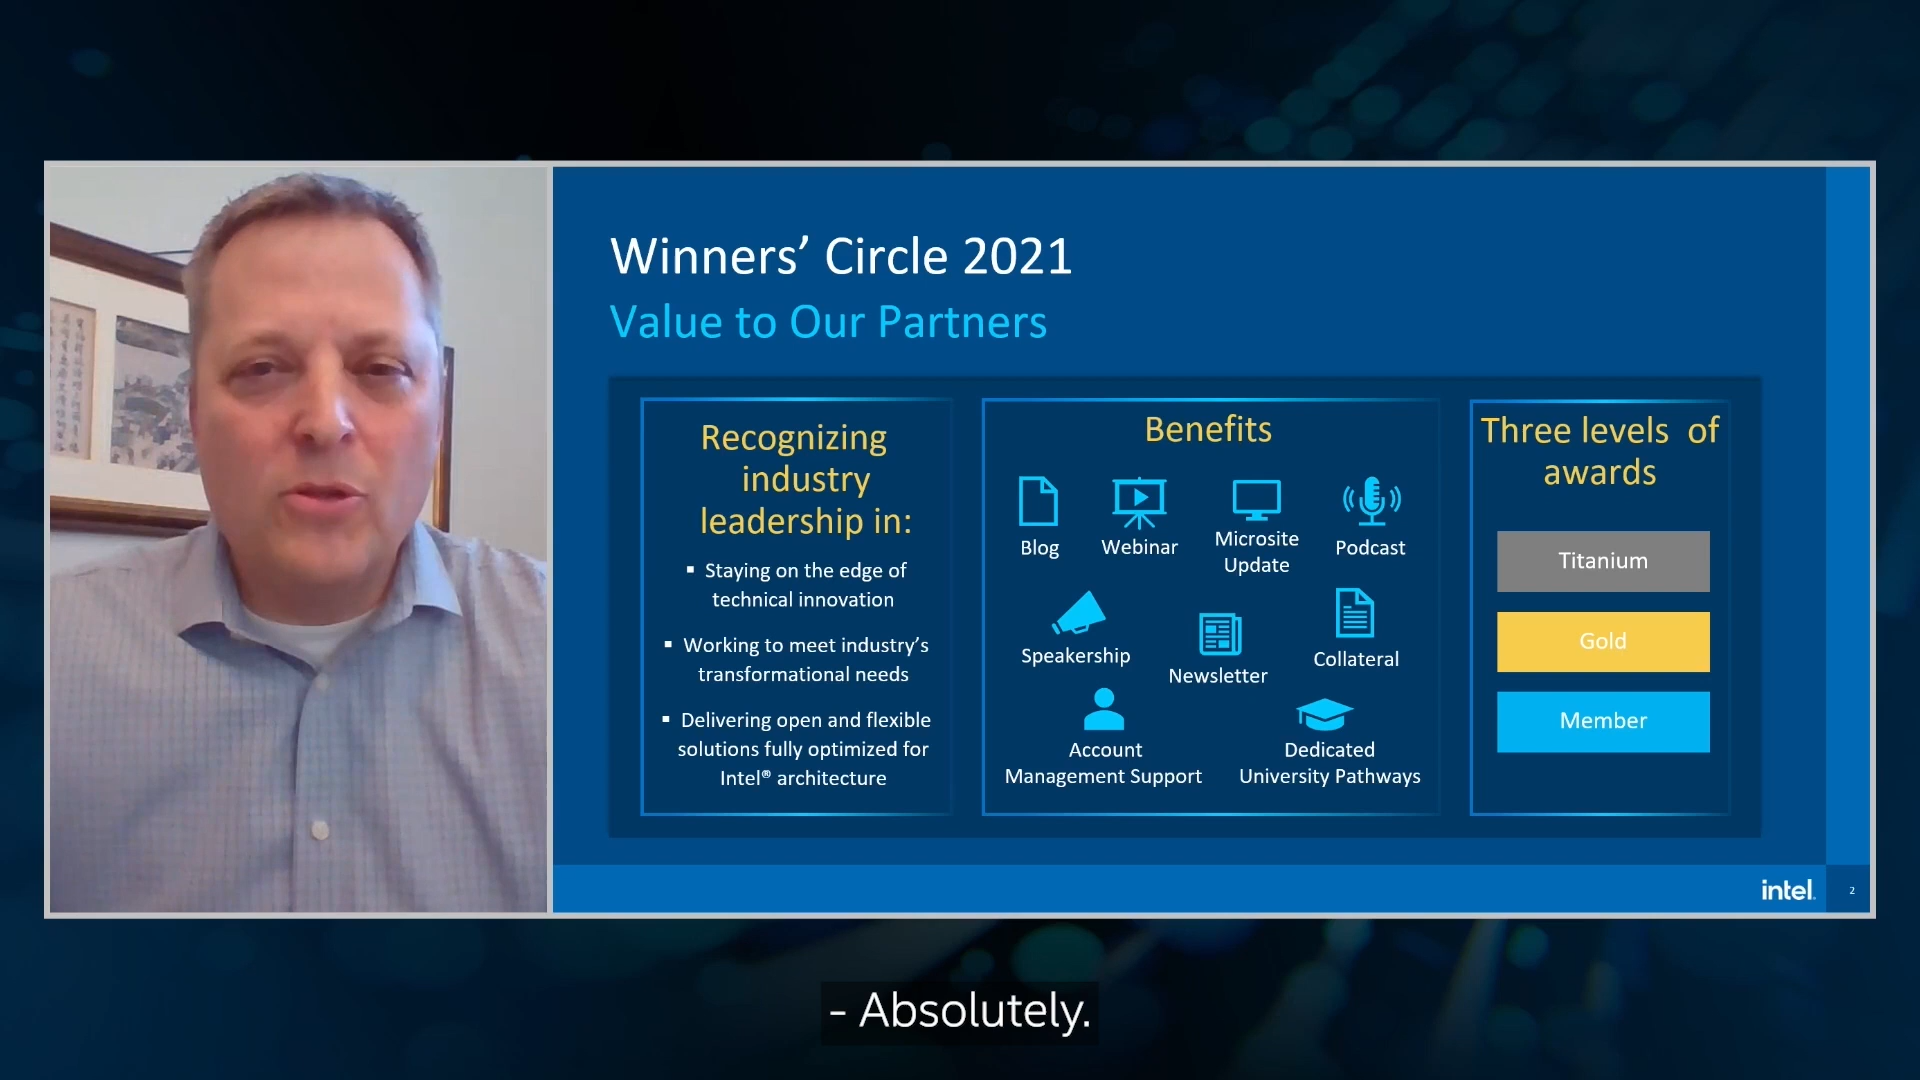 Winners’ Circle 2021
Value to Our Partners
Recognizing
industry
leadership in:
▪ Staying on the edge of
technical innovation
▪ Working to meet industry’s
transformational needs
▪ Delivering open and flexible
solutions fully optimized for
Intel® architecture
Benefits
Blog
Webinar
Microsite
Update
Podcast
Speakership
Newsletter
Collateral
Account
Management Support
Dedicated
University Pathways
Three levels of
awards
Titanium
Gold
Member
intel.
2
- Absolutely.